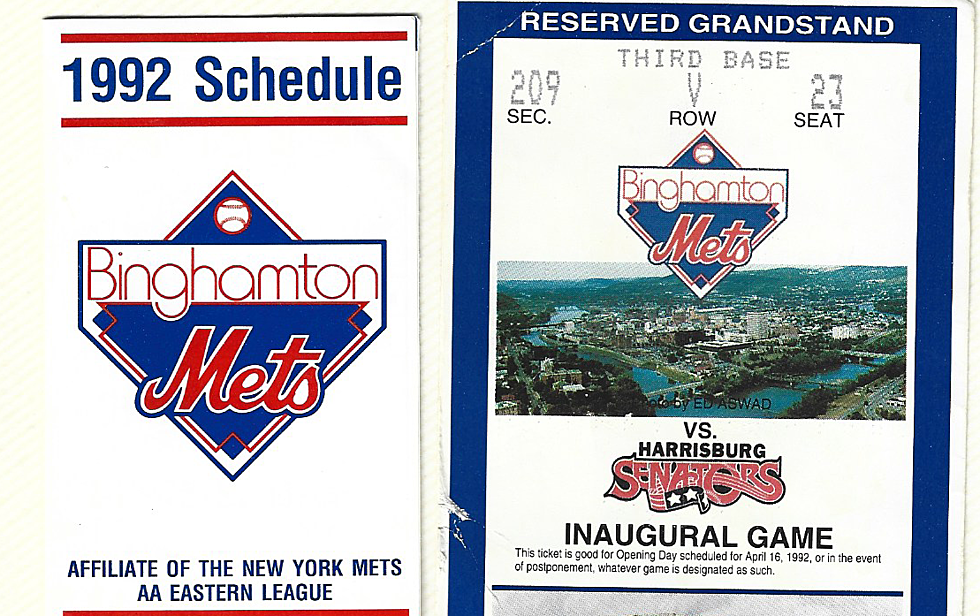 1992 Schedule
Binghamton
Mets
AFFILIATE OF THE NEW YORK METS
AA EASTERN LEAGUE
RESERVED GRANDSTAND
THIRD BASE
209 V 23
SEC. ROW SEAT
Binghamton
Mets
by ED ASWAD
VS.
HARRISBURG
SENATORS
INAUGURAL GAME
This ticket is good for Opening Day scheduled for April 16, 1992, or in the event
of postponement, whatever game is designated as such.